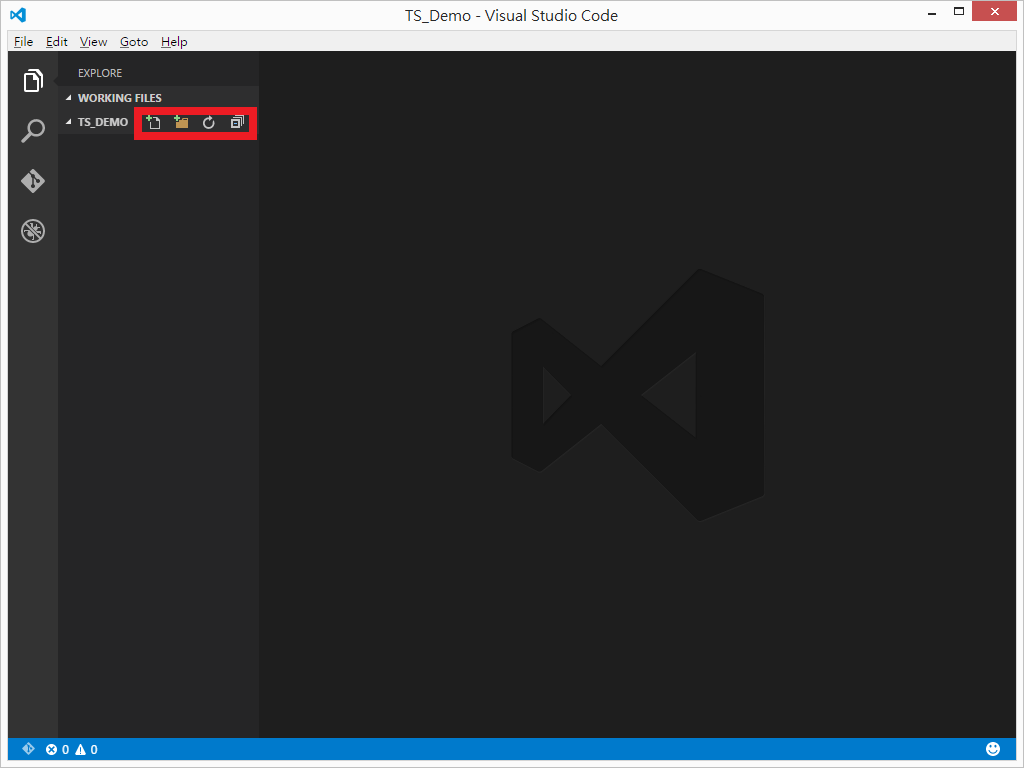 TS_Demo - Visual Studio Code
File Edit View Goto Help
EXPLORE
WORKING FILES
TS_DEMO
0 0